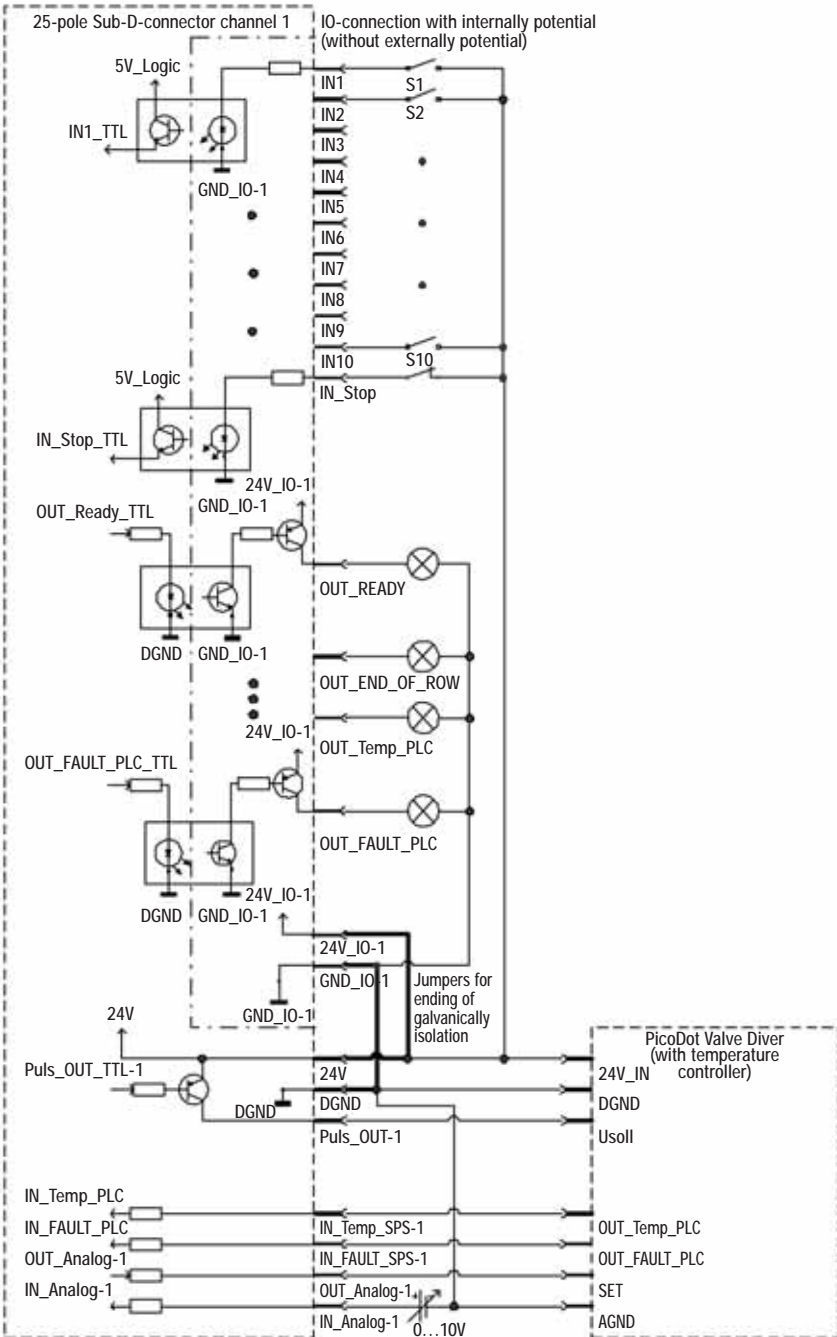 25-pole Sub-D-connector channel 1
IO-connection with internally potential
(without externally potential)
5V_Logic
IN1
S1
IN2
S2
IN1_TTL
IN3
IN4
GND_IO-1
IN5
IN6
IN7
IN8
IN9
IN10
S10
5V_Logic
IN_Stop
IN_Stop_TTL
GND_IO-1
24V_IO-1
OUT_Ready_TTL
OUT_READY
DGND
GND_IO-1
OUT_END_OF_ROW
24V_IO-1
OUT_Temp_PLC
OUT_FAULT_PLC_TTL
OUT_FAULT_PLC
DGND
GND_IO-1
24V_IO-1
24V_IO-1
GND_IO-1
GND_IO-1
Jumpers for
ending of
galvanically
isolation
24V
PicoDot Valve Diver
(with temperature
controller)
Puls_OUT_TTL-1
24V
24V_IN
DGND
DGND
DGND
Puls_OUT-1
Usoll
IN_Temp_PLC
IN_Temp_SPS-1
OUT_Temp_PLC
IN_FAULT_PLC
IN_FAULT_SPS-1
OUT_FAULT_PLC
OUT_Analog-1
OUT_Analog-1
SET
IN_Analog-1
IN_Analog-1
0...10V
AGND